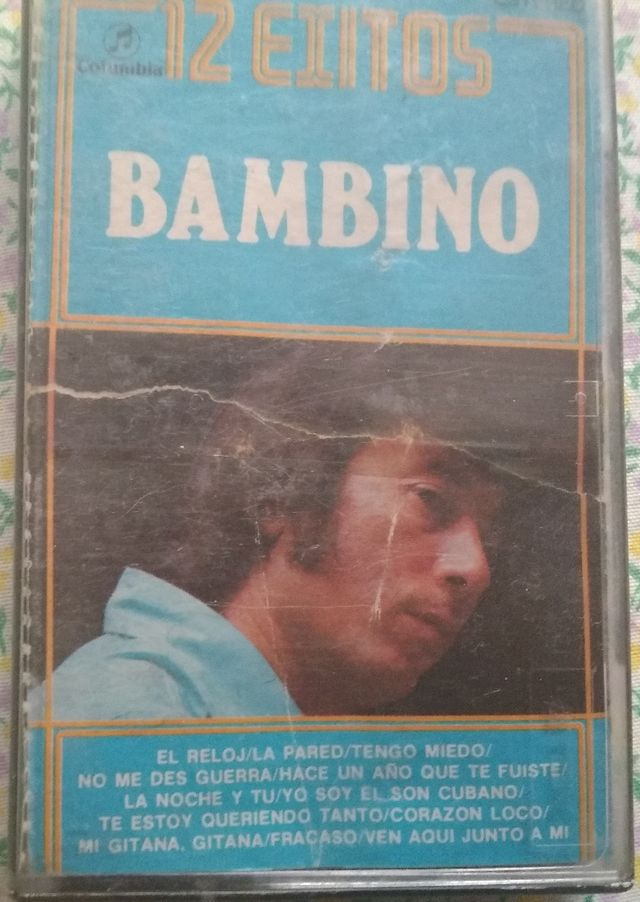 Columbia
12 EXITOS
BAMBINO
EL RELOJ/LA PARED/TENGO MIEDO/
NO ME DES GUERRA/HACE UN AÑO QUE TE FUISTE/
LA NOCHE Y TU/YO SOY EL SON CUBANO/
TE ESTOY QUERIENDO TANTO/CORAZON LOCO/
MI GITANA, GITANA/FRACASO/VEN AQUI JUNTO A MI